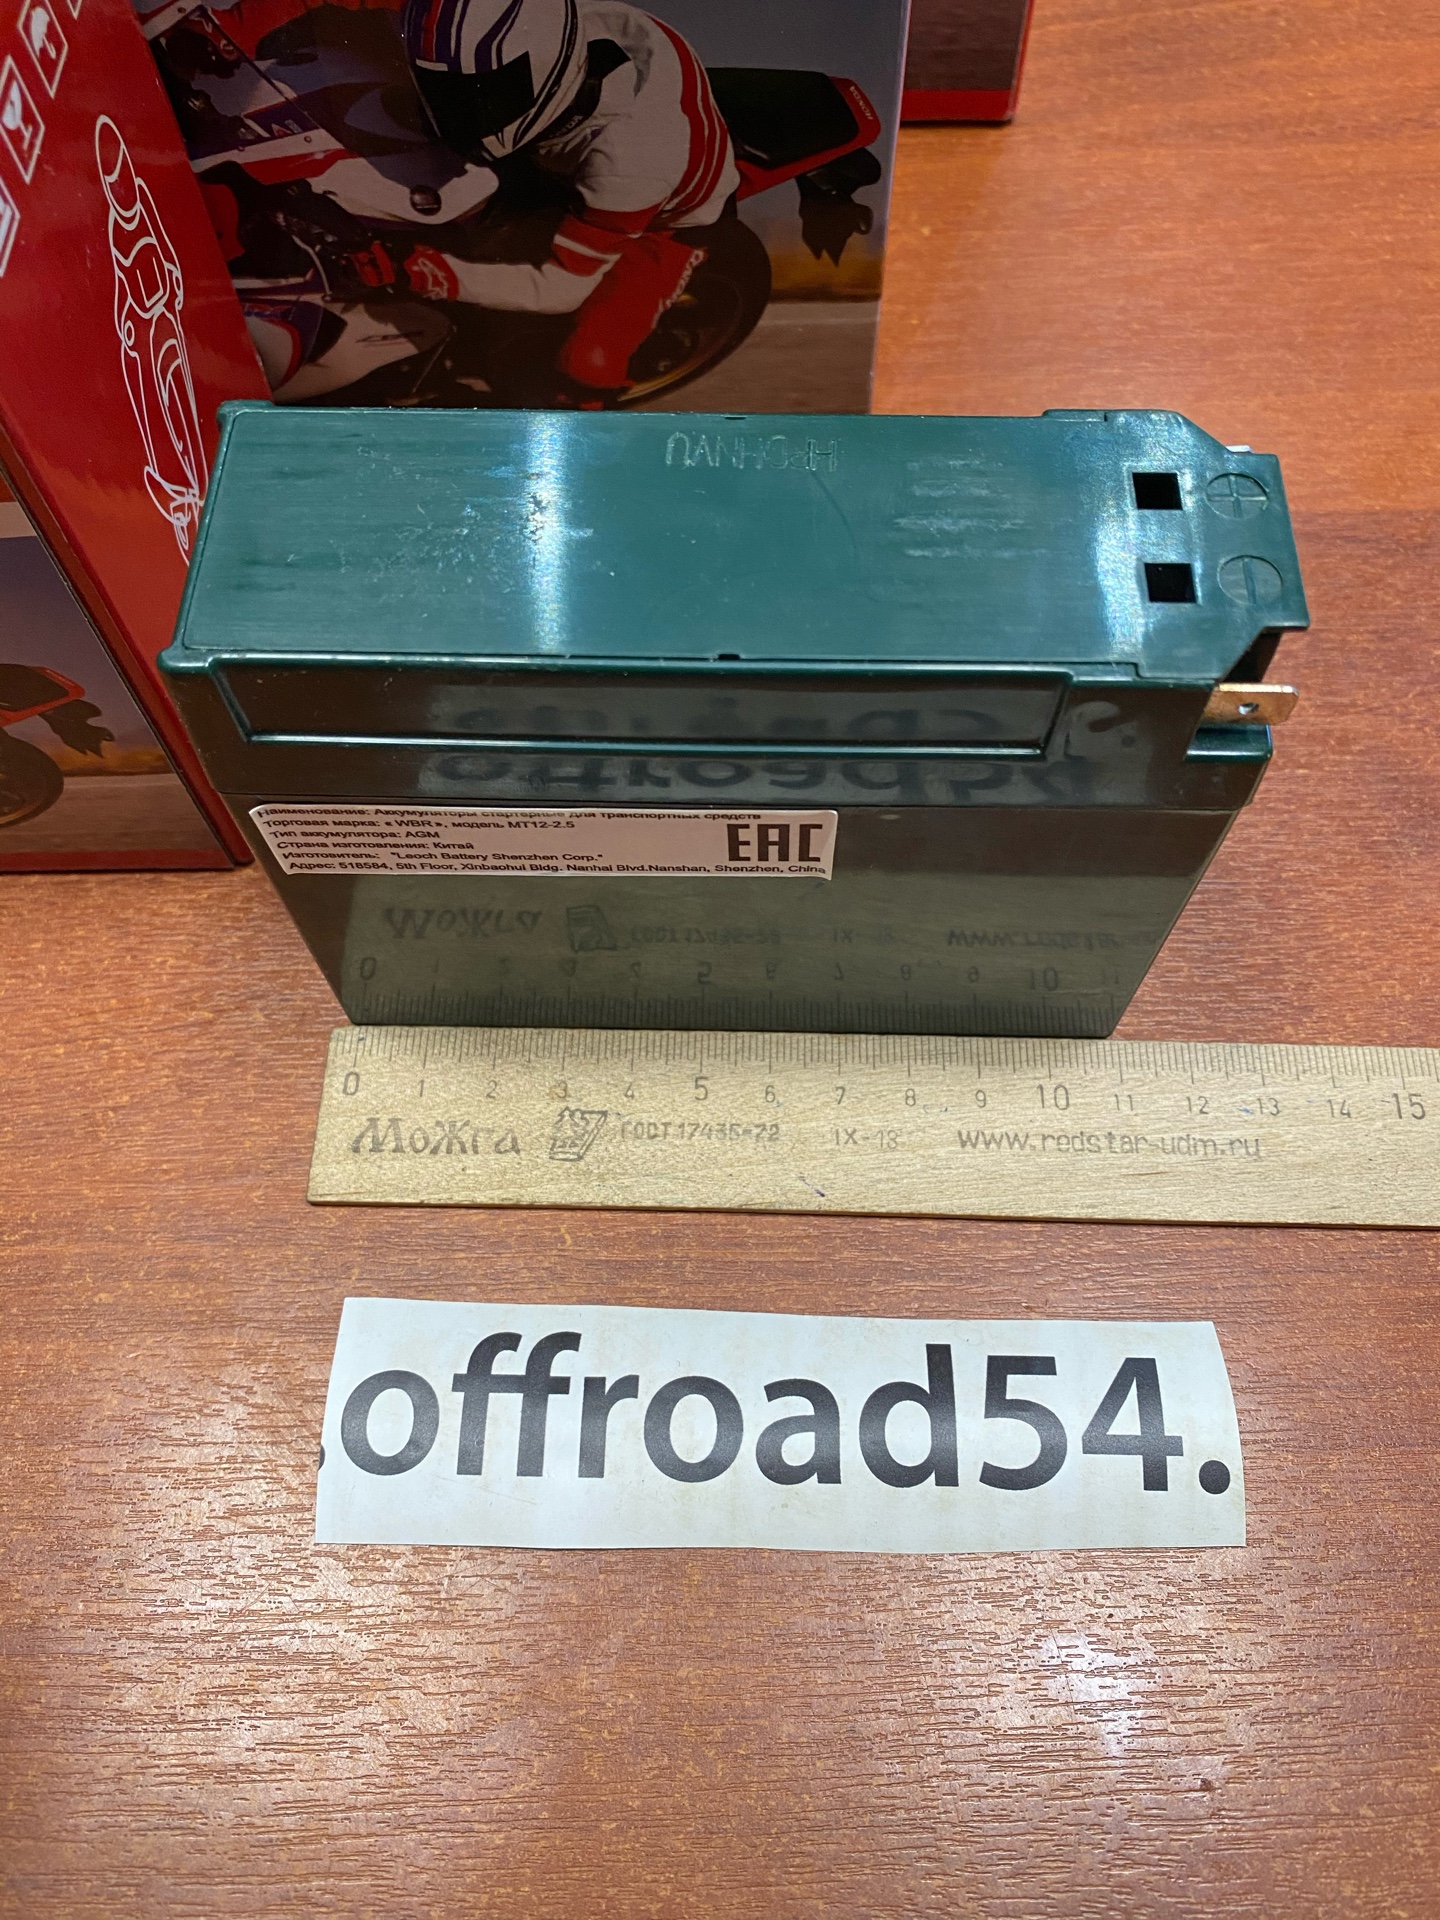 HONDA
Наименование: Аккумуляторы стартерные для транспортных средств
Торговая марка: «WBR», модель МТ12-2.5
Тип аккумулятора: AGM
Страна изготовления: Китай
Изготовитель: "Leoch Battery Shenzhen Corp."
Адрес: 518584, 5th Floor, Xinbaohui Bldg. Nanhai Blvd.Nanshan, Shenzhen, China
EAC
0 1 2 3 4 5 6 7 8 9 10 11 12 13 14 15
Можга ГОСТ 17435-72 IX-13 www.redstar-udm.ru
.offroad54.